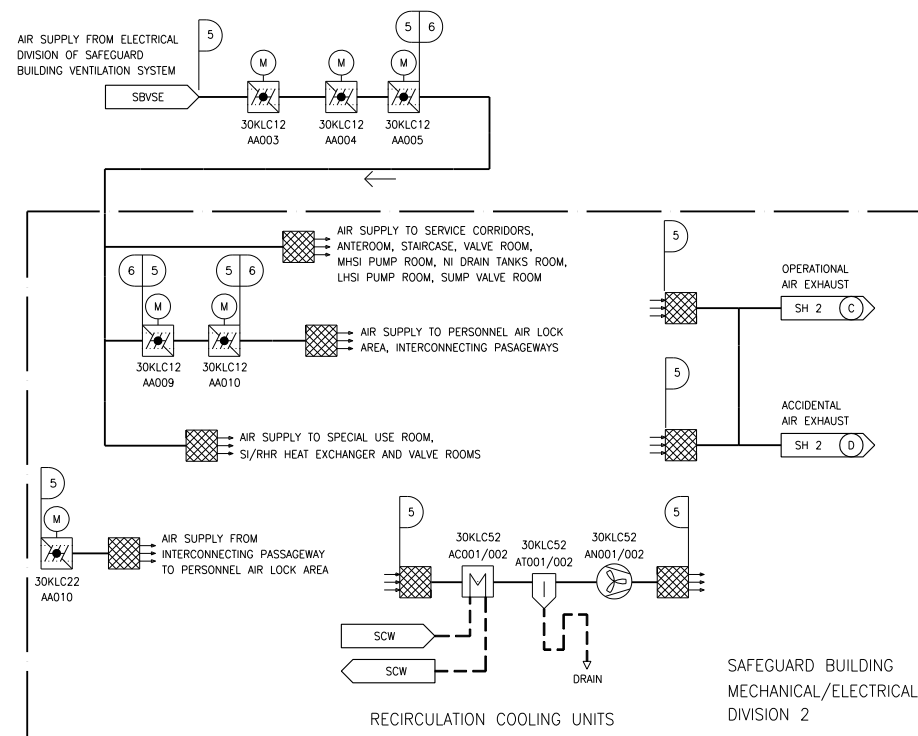 AIR SUPPLY FROM ELECTRICAL
DIVISION OF SAFEGUARD
BUILDING VENTILATION SYSTEM
5
5 6
M
M
M
SBVSE
30KLC12
AA003
30KLC12
AA004
30KLC12
AA005
AIR SUPPLY TO SERVICE CORRIDORS,
ANTEROOM, STAIRCASE, VALVE ROOM,
MHSI PUMP ROOM, NI DRAIN TANKS ROOM,
LHSI PUMP ROOM, SUMP VALVE ROOM
6 5
5 6
M
M
30KLC12
AA009
30KLC12
AA010
AIR SUPPLY TO PERSONNEL AIR LOCK
AREA, INTERCONNECTING PASAGEWAYS
5
OPERATIONAL
AIR EXHAUST
SH 2 C
5
ACCIDENTAL
AIR EXHAUST
SH 2 D
AIR SUPPLY TO SPECIAL USE ROOM,
SI/RHR HEAT EXCHANGER AND VALVE ROOMS
5
M
30KLC22
AA010
AIR SUPPLY FROM
INTERCONNECTING PASSAGEWAY
TO PERSONNEL AIR LOCK AREA
5
30KLC52
AC001/002
30KLC52
AT001/002
30KLC52
AN001/002
5
SCW
SCW
DRAIN
RECIRCULATION COOLING UNITS
SAFEGUARD BUILDING
MECHANICAL/ELECTRICAL
DIVISION 2